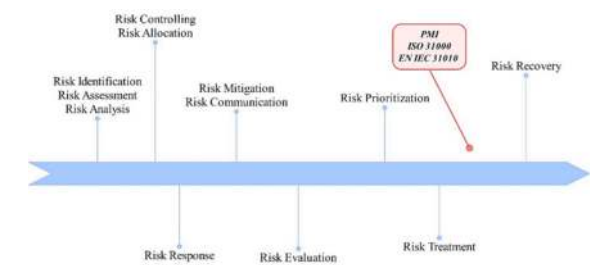 Risk Controlling
Risk Allocation
PMI
ISO 31000
EN IEC 31010
Risk Recovery
Risk Identification
Risk Assessment
Risk Analysis
Risk Mitigation
Risk Communication
Risk Prioritization
Risk Response
Risk Evaluation
Risk Treatment